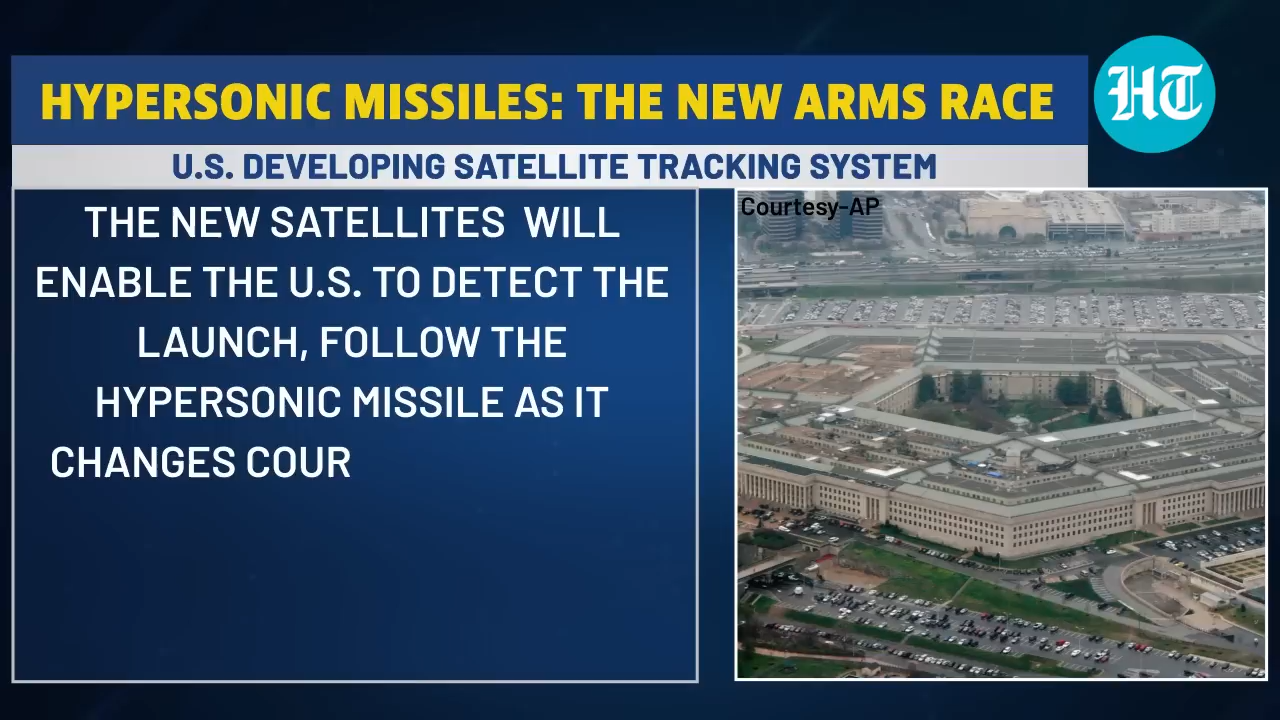 HYPERSONIC MISSILES: THE NEW ARMS RACE
HT
U.S. DEVELOPING SATELLITE TRACKING SYSTEM
THE NEW SATELLITES WILL
ENABLE THE U.S. TO DETECT THE
LAUNCH, FOLLOW THE
HYPERSONIC MISSILE AS IT
CHANGES COUR
Courtesy-AP